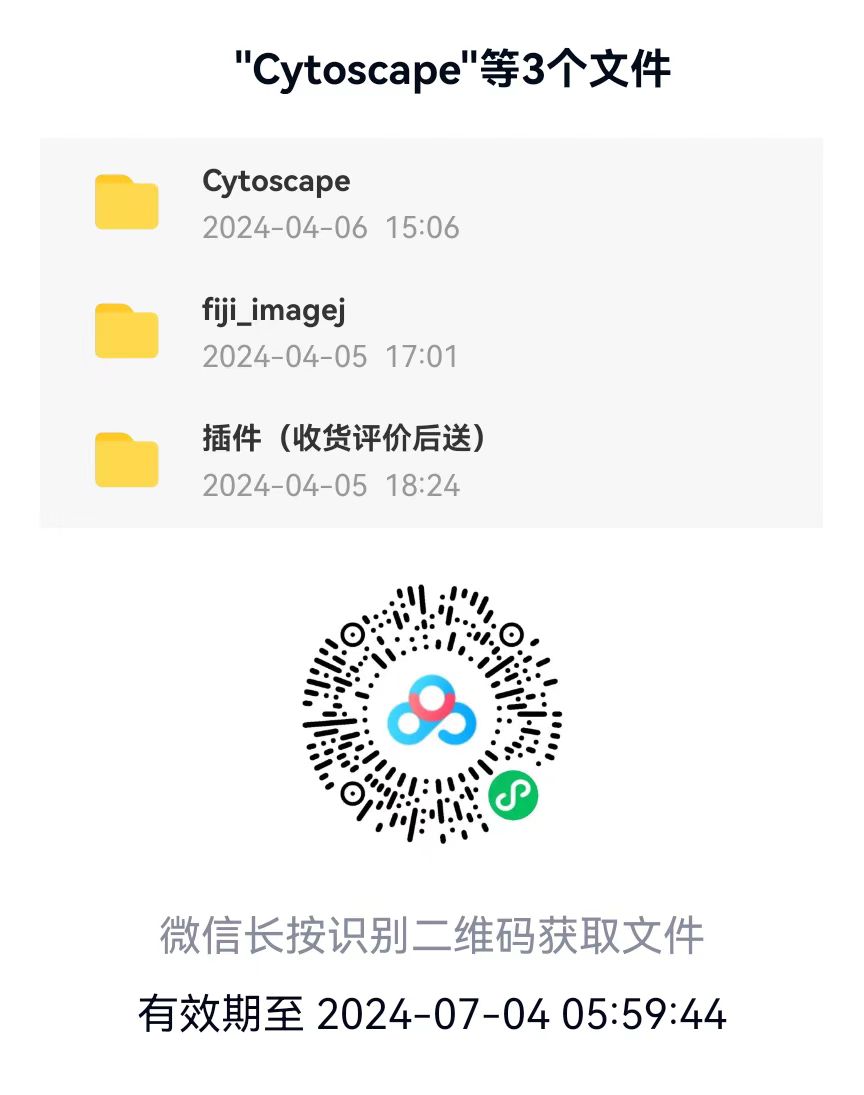 "Cytoscape"等3个文件
Cytoscape
2024-04-06 15:06
fiji_imagej
2024-04-05 17:01
插件（收货评价后送）
2024-04-05 18:24
微信长按识别二维码获取文件
有效期至 2024-07-04 05:59:44